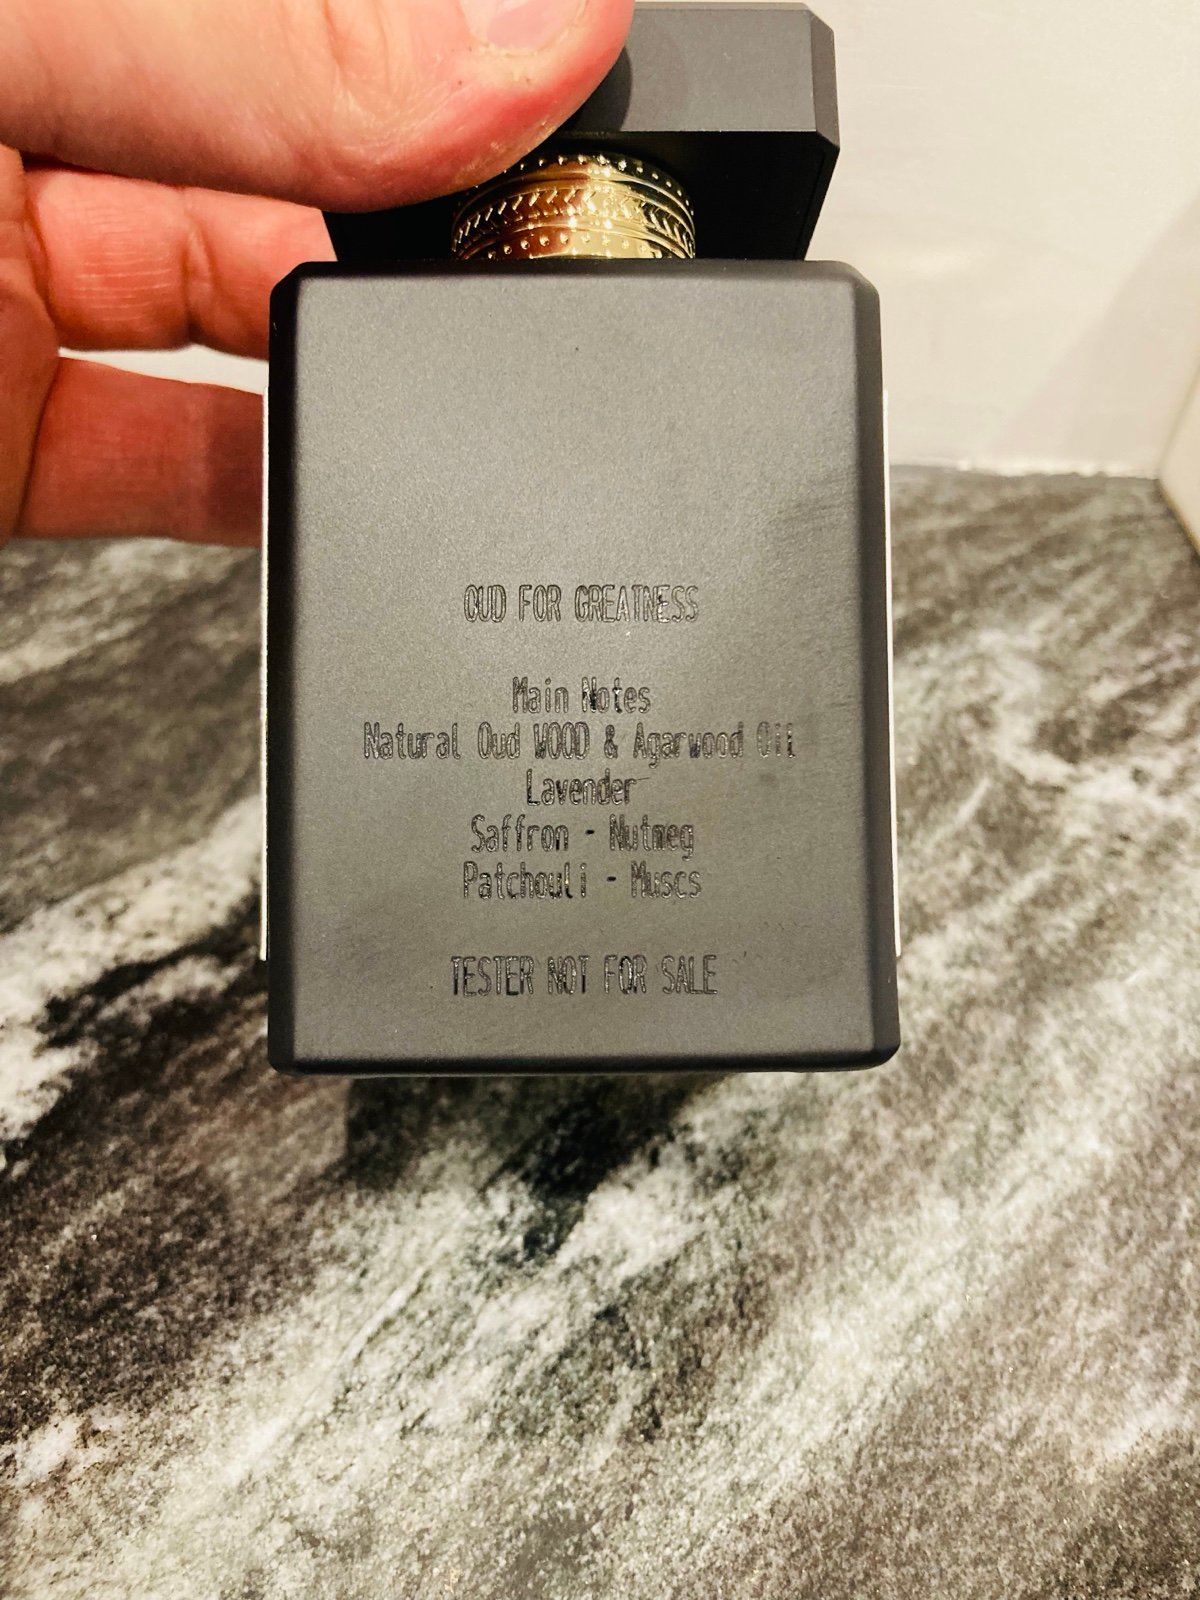 OUD FOR GREATNESS
Main Notes
Natural Oud WOOD & Agarwood Oil
Lavender
Saffron - Nutmeg
Patchouli - Muscs
TESTER NOT FOR SALE